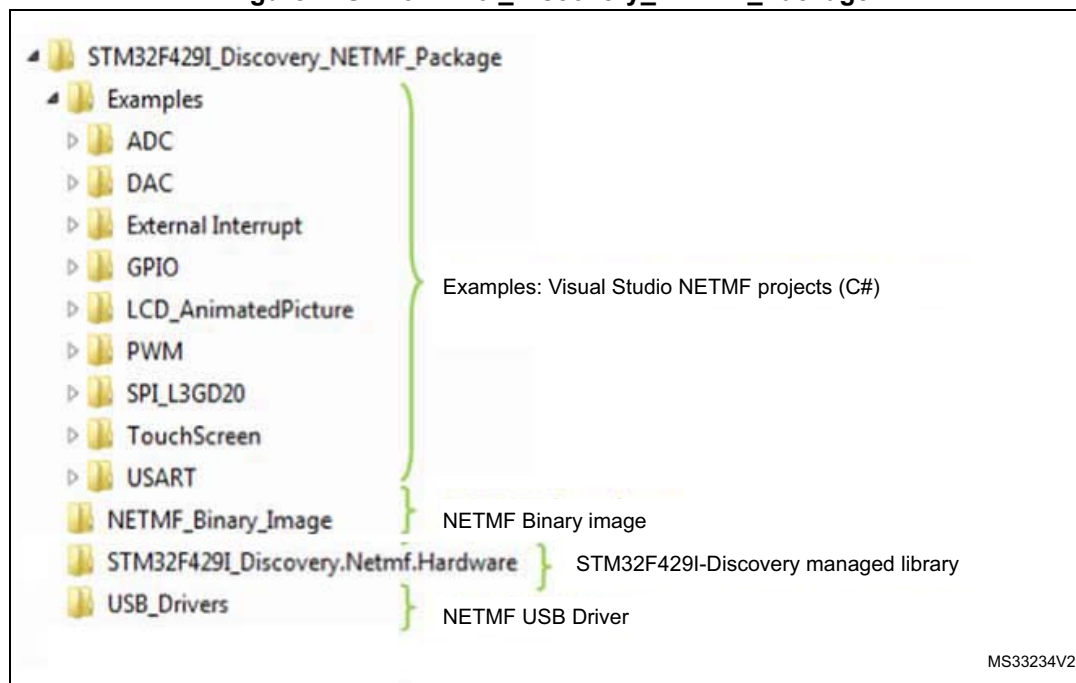 STM32F429I_Discovery_NETMF_Package
Examples
ADC
DAC
External Interrupt
GPIO
Examples: Visual Studio NETMF projects (C#)
LCD_AnimatedPicture
PWM
SPI_L3GD20
TouchScreen
USART
NETMF_Binary_Image NETMF Binary image
STM32F429I_Discovery.Netmf.Hardware STM32F429I-Discovery managed library
USB_Drivers NETMF USB Driver
MS33234V2